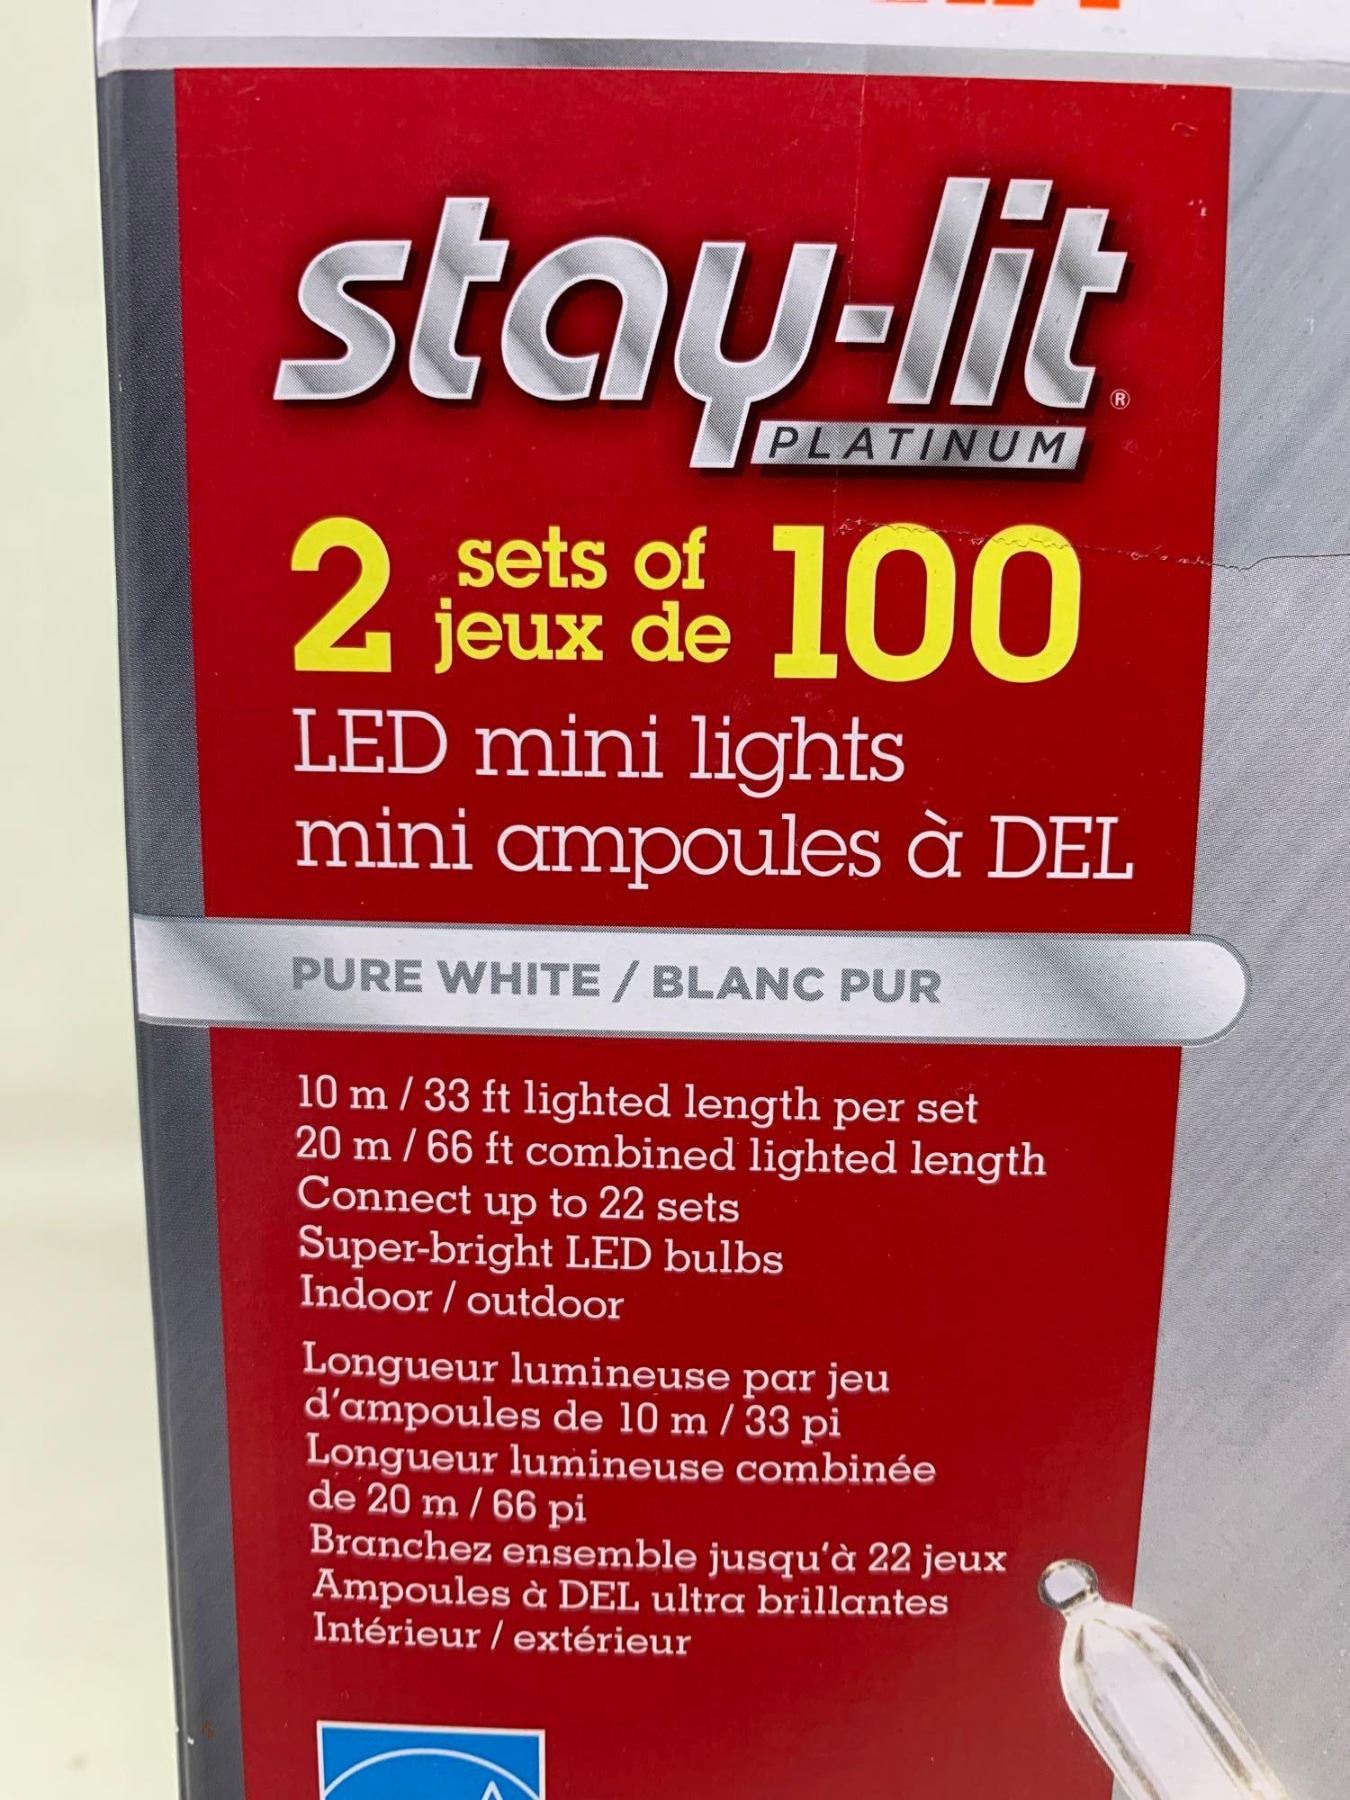 stay-lit®
PLATINUM
2 sets of 100
jeux de
LED mini lights
mini ampoules à DEL
PURE WHITE / BLANC PUR
10 m / 33 ft lighted length per set
20 m / 66 ft combined lighted length
Connect up to 22 sets
Super-bright LED bulbs
Indoor / outdoor
Longueur lumineuse par jeu
d'ampoules de 10 m / 33 pi
Longueur lumineuse combinée
de 20 m / 66 pi
Branchez ensemble jusqu'à 22 jeux
Ampoules à DEL ultra brillantes
Intérieur / extérieur